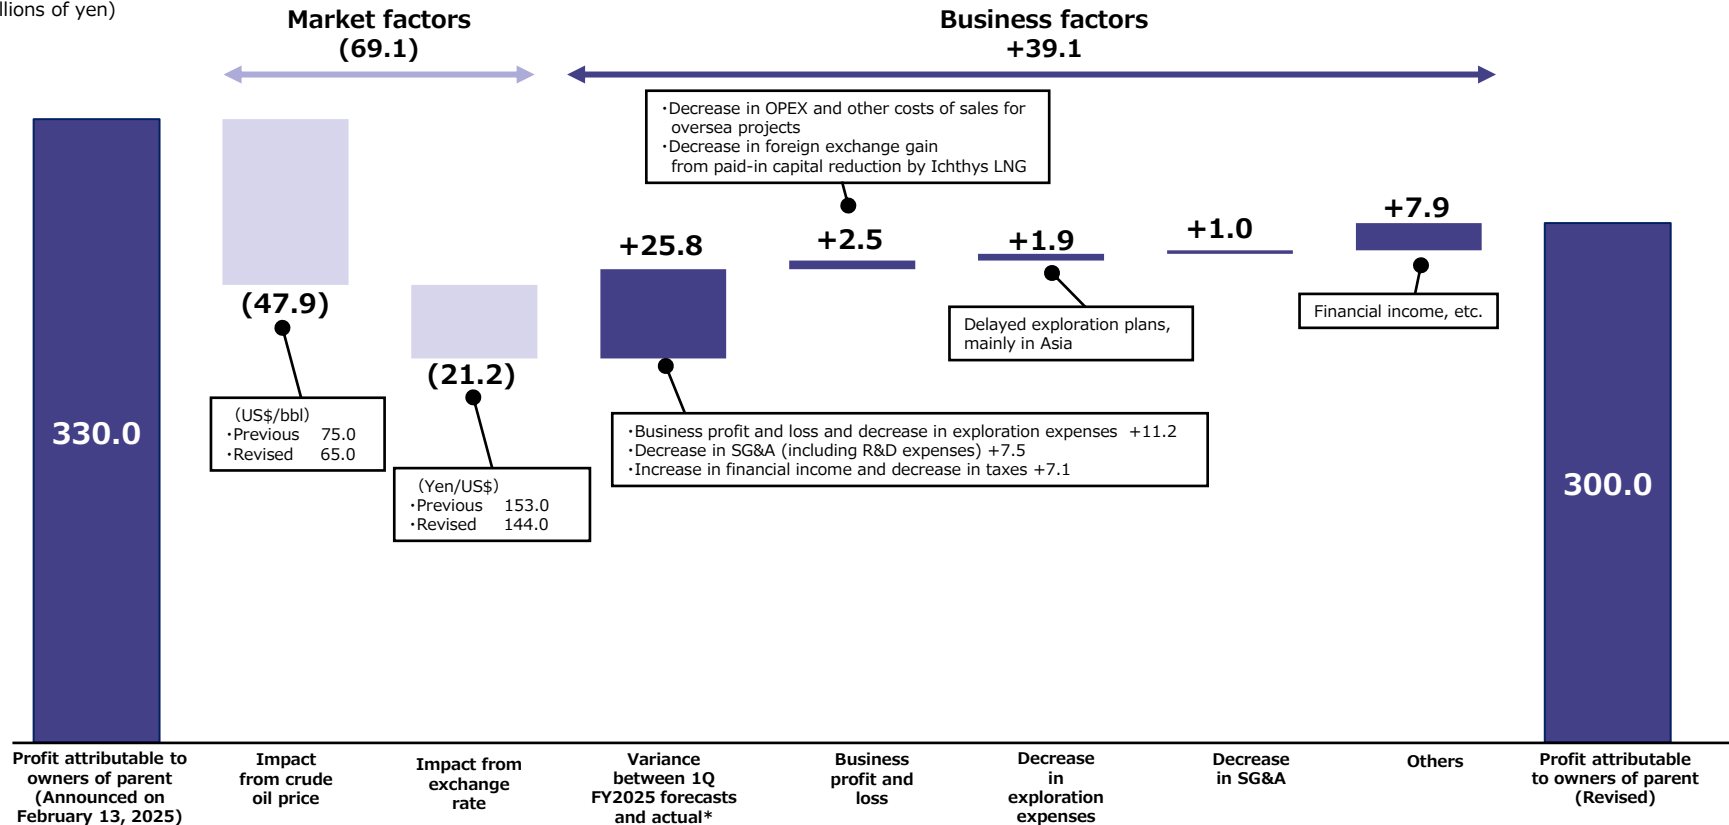 llions of yen)
Market factors
(69.1)
Business factors
+39.1
・Decrease in OPEX and other costs of sales for
oversea projects
・Decrease in foreign exchange gain
from paid-in capital reduction by Ichthys LNG
330.0
(47.9)
(21.2)
+25.8
+2.5
+1.9
+1.0
+7.9
300.0
(US$/bbl)
・Previous 75.0
・Revised 65.0
(Yen/US$)
・Previous 153.0
・Revised 144.0
・Business profit and loss and decrease in exploration expenses +11.2
・Decrease in SG&A (including R&D expenses) +7.5
・Increase in financial income and decrease in taxes +7.1
Delayed exploration plans,
mainly in Asia
Financial income, etc.
Profit attributable to
owners of parent
(Announced on
February 13, 2025)
Impact
from crude
oil price
Impact from
exchange
rate
Variance
between 1Q
FY2025 forecasts
and actual*
Business
profit and
loss
Decrease
in
exploration
expenses
Decrease
in SG&A
Others
Profit attributable
to owners of parent
(Revised)